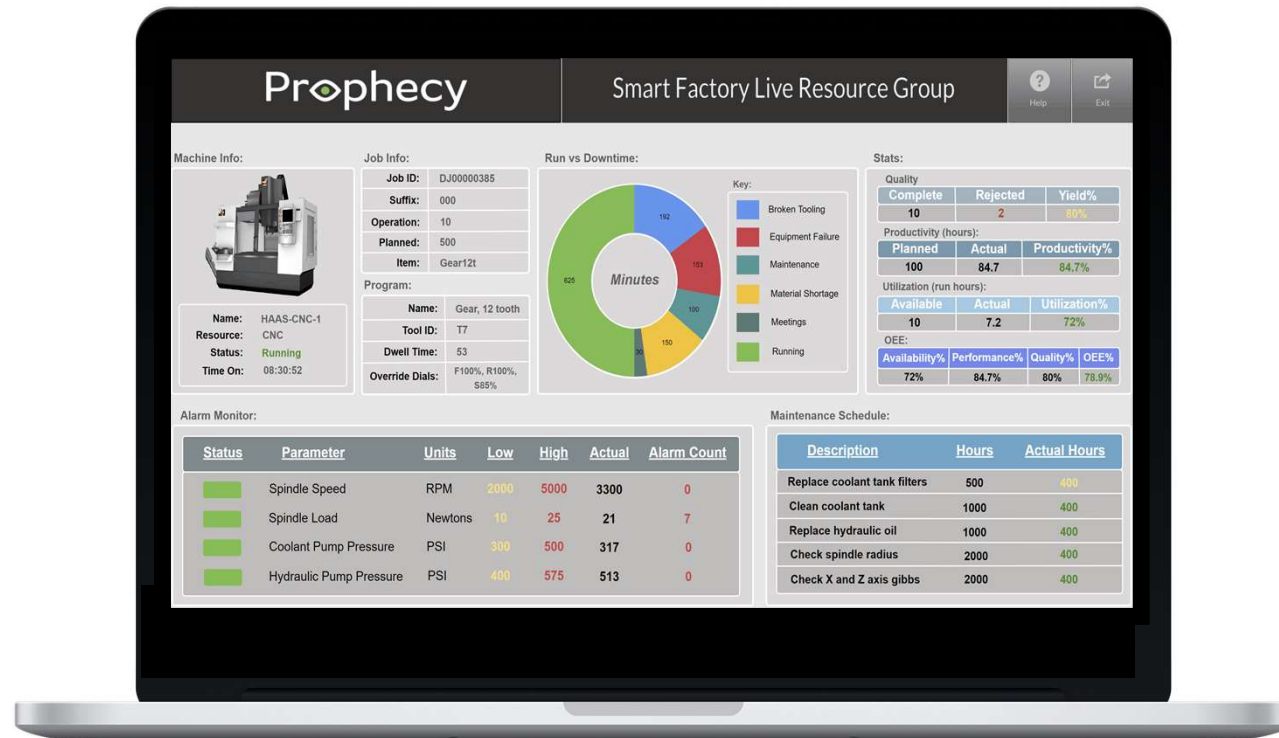 Prophecy
Smart Factory Live Resource Group
Help
Exit
Machine Info:
Name: HAAS-CNC-1
Resource: CNC
Status: Running
Time On: 08:30:52
Job Info:
Job ID: DJ00000385
Suffix: 000
Operation: 10
Planned: 500
Item: Gear12t
Program:
Name: Gear, 12 tooth
Tool ID: T7
Dwell Time: 53
Override Dials: F100%, R100%,
S85%
Run vs Downtime:
192
153
100
150
30
625
Minutes
Key:
Broken Tooling
Equipment Failure
Maintenance
Material Shortage
Meetings
Running
Stats:
Quality
Complete Rejected Yield%
10 2 80%
Productivity (hours):
Planned Actual Productivity%
100 84.7 84.7%
Utilization (run hours):
Available Actual Utilization%
10 7.2 72%
OEE:
Availability% Performance% Quality% OEE%
72% 84.7% 80% 78.9%
Alarm Monitor:
Status Parameter Units Low High Actual Alarm Count
Spindle Speed RPM 2000 5000 3300 0
Spindle Load Newtons 10 25 21 7
Coolant Pump Pressure PSI 300 500 317 0
Hydraulic Pump Pressure PSI 400 575 513 0
Maintenance Schedule:
Description Hours Actual Hours
Replace coolant tank filters 500 400
Clean coolant tank 1000 400
Replace hydraulic oil 1000 400
Check spindle radius 2000 400
Check X and Z axis gibbs 2000 400